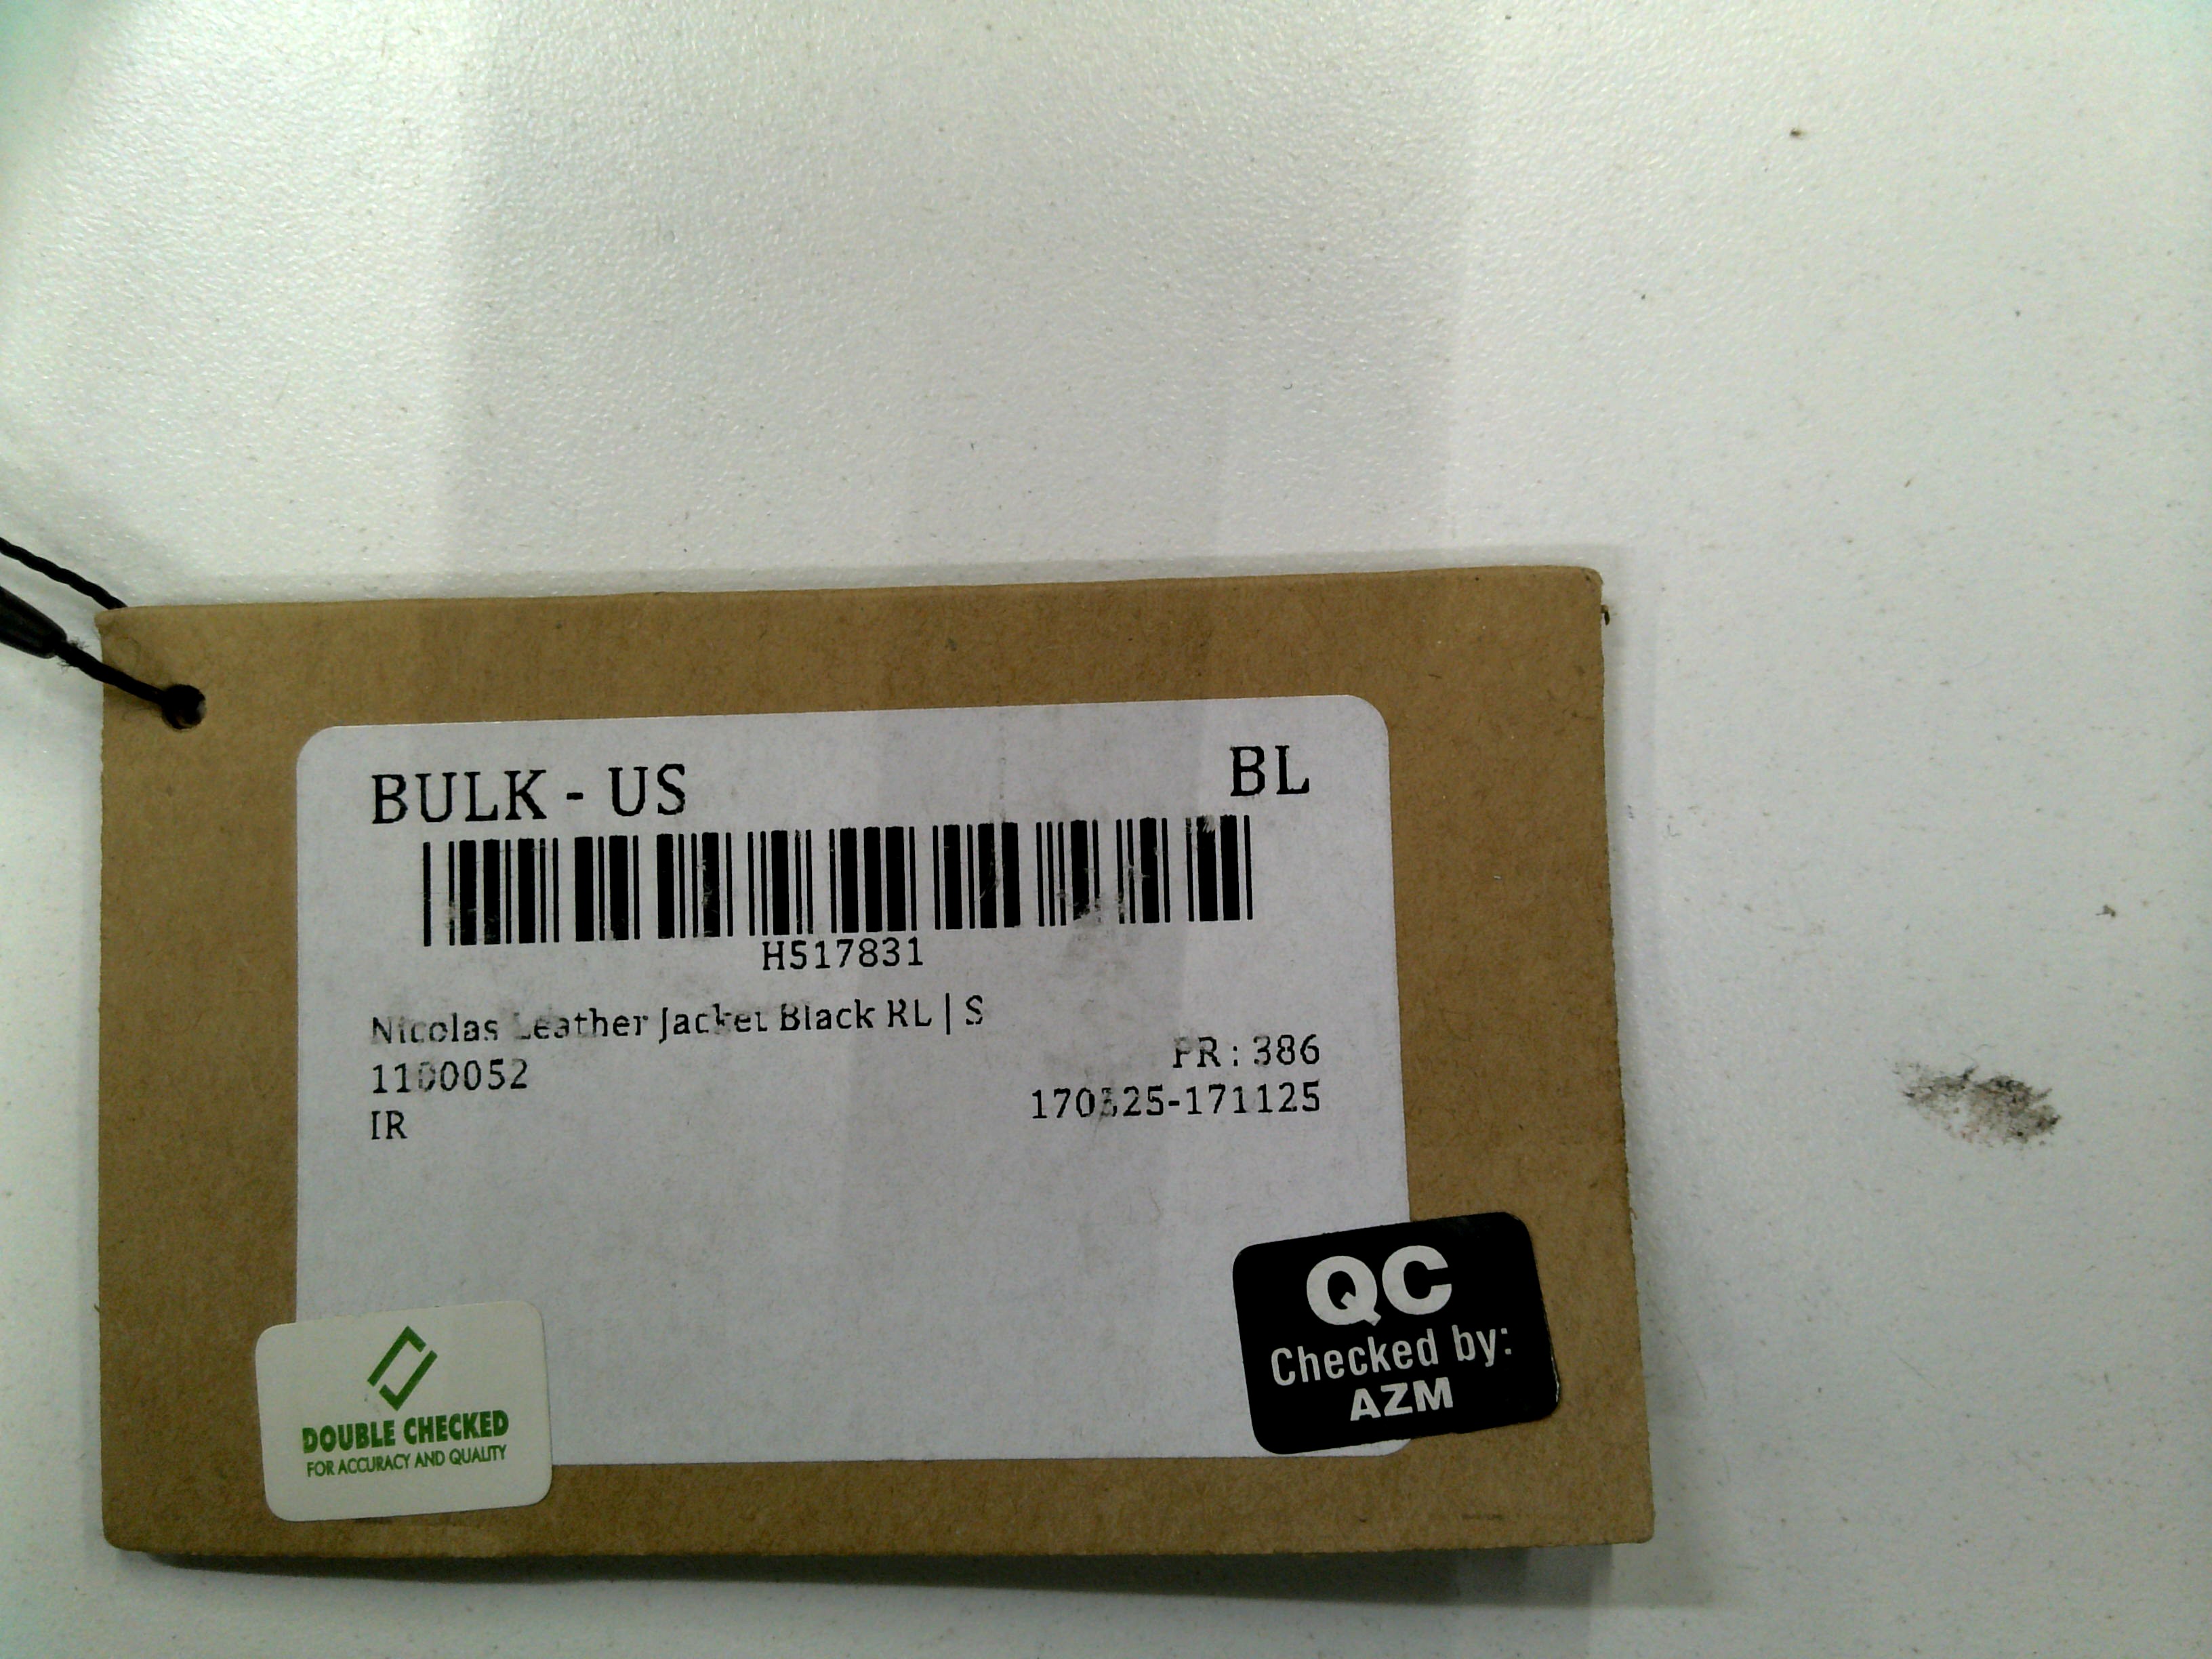 BULK - US
BL
H517831
Nicolas Leather Jacket Black RL | S
PR : 386
1100052
170325-171125
IR
QC
Checked by:
AZM
DOUBLE CHECKED
FOR ACCURACY AND QUALITY